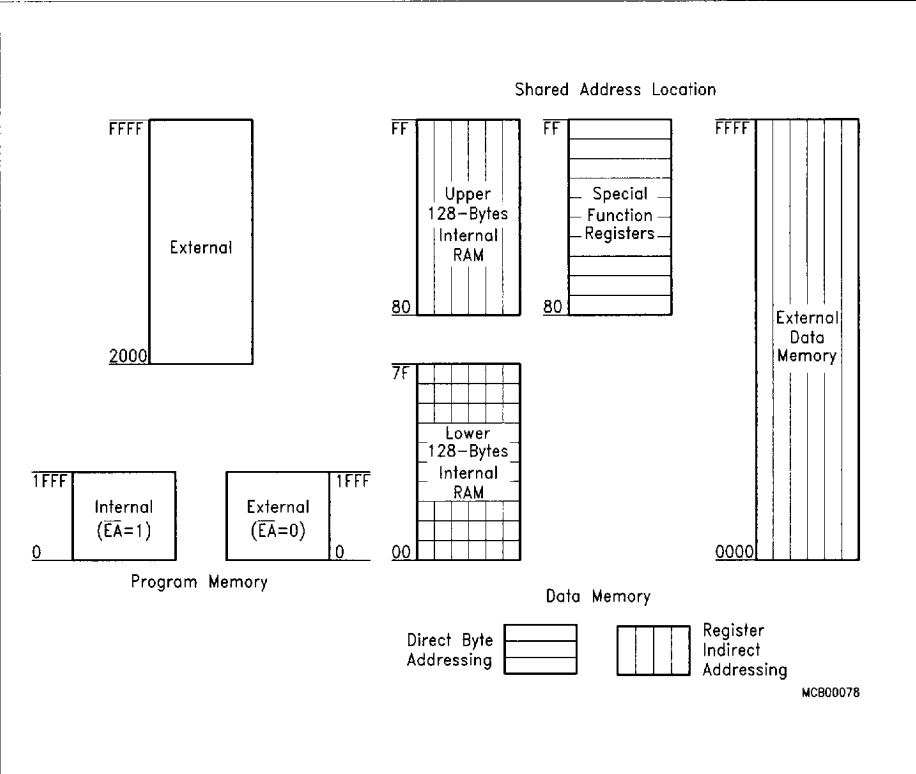 Shared Address Location
FFFF
External
2000
1FFF
Internal
(E̅A̅=1)
0
1FFF
External
(E̅A̅=0)
0
Program Memory
FF
Upper
128-Bytes
Internal
RAM
80
FF
Special
Function
Registers
80
7F
Lower
128-Bytes
Internal
RAM
00
FFFF
External
Data
Memory
0000
Data Memory
Direct Byte
Addressing
Register
Indirect
Addressing
MCB00078